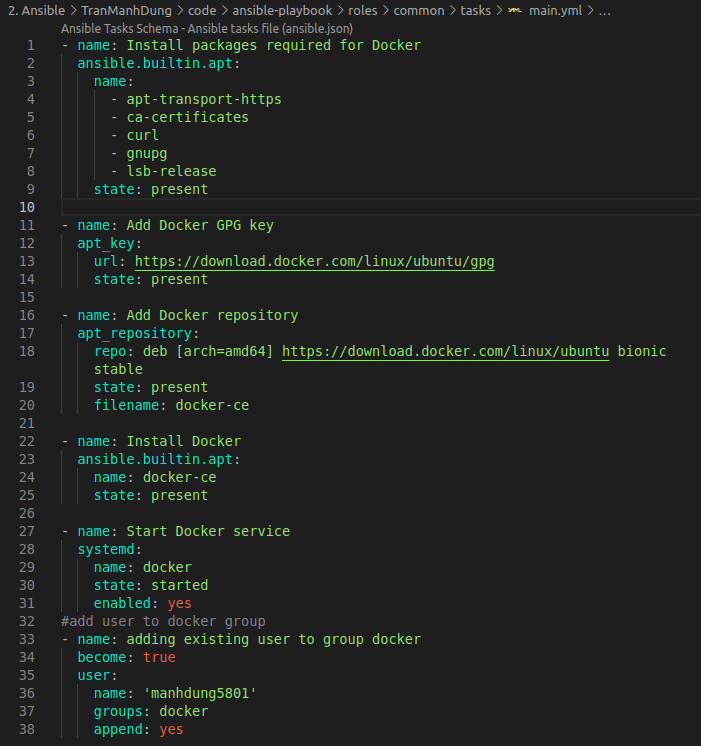 2. Ansible > TranManhDung > code > ansible-playbook > roles > common > tasks > main.yml > ...
Ansible Tasks Schema - Ansible tasks file (ansible.json)
1 - name: Install packages required for Docker
2   ansible.builtin.apt:
3     name:
4       - apt-transport-https
5       - ca-certificates
6       - curl
7       - gnupg
8       - lsb-release
9     state: present
10
11 - name: Add Docker GPG key
12   apt_key:
13     url: https://download.docker.com/linux/ubuntu/gpg
14     state: present
15
16 - name: Add Docker repository
17   apt_repository:
18     repo: deb [arch=amd64] https://download.docker.com/linux/ubuntu bionic
stable
19     state: present
20     filename: docker-ce
21
22 - name: Install Docker
23   ansible.builtin.apt:
24     name: docker-ce
25     state: present
26
27 - name: Start Docker service
28   systemd:
29     name: docker
30     state: started
31     enabled: yes
32 #add user to docker group
33 - name: adding existing user to group docker
34   become: true
35   user:
36     name: 'manhdung5801'
37     groups: docker
38     append: yes